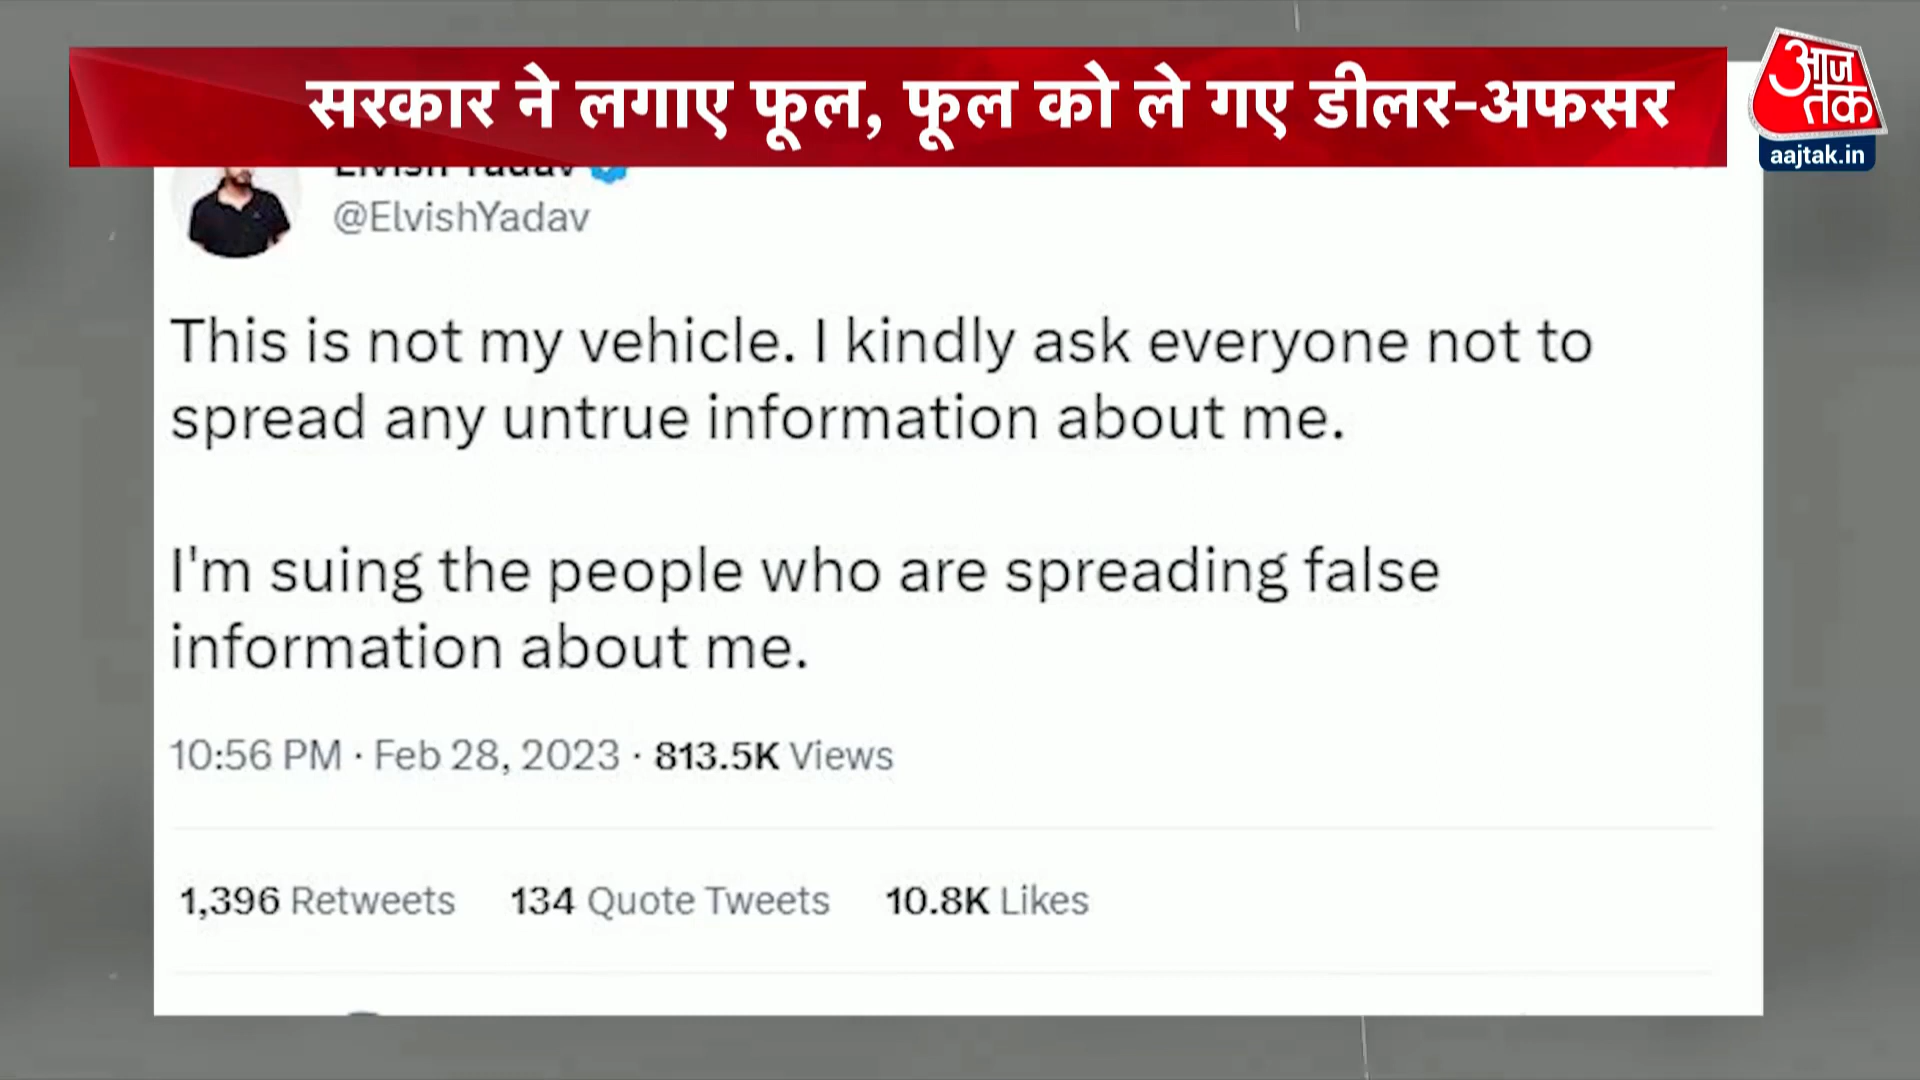 सरकार ने लगाए फूल, फूल को ले गए डीलर-अफसर
आज
तक
aajtak.in
Elvish Yadav
@ElvishYadav
This is not my vehicle. I kindly ask everyone not to
spread any untrue information about me.
I'm suing the people who are spreading false
information about me.
10:56 PM · Feb 28, 2023 · 813.5K Views
1,396 Retweets 134 Quote Tweets 10.8K Likes